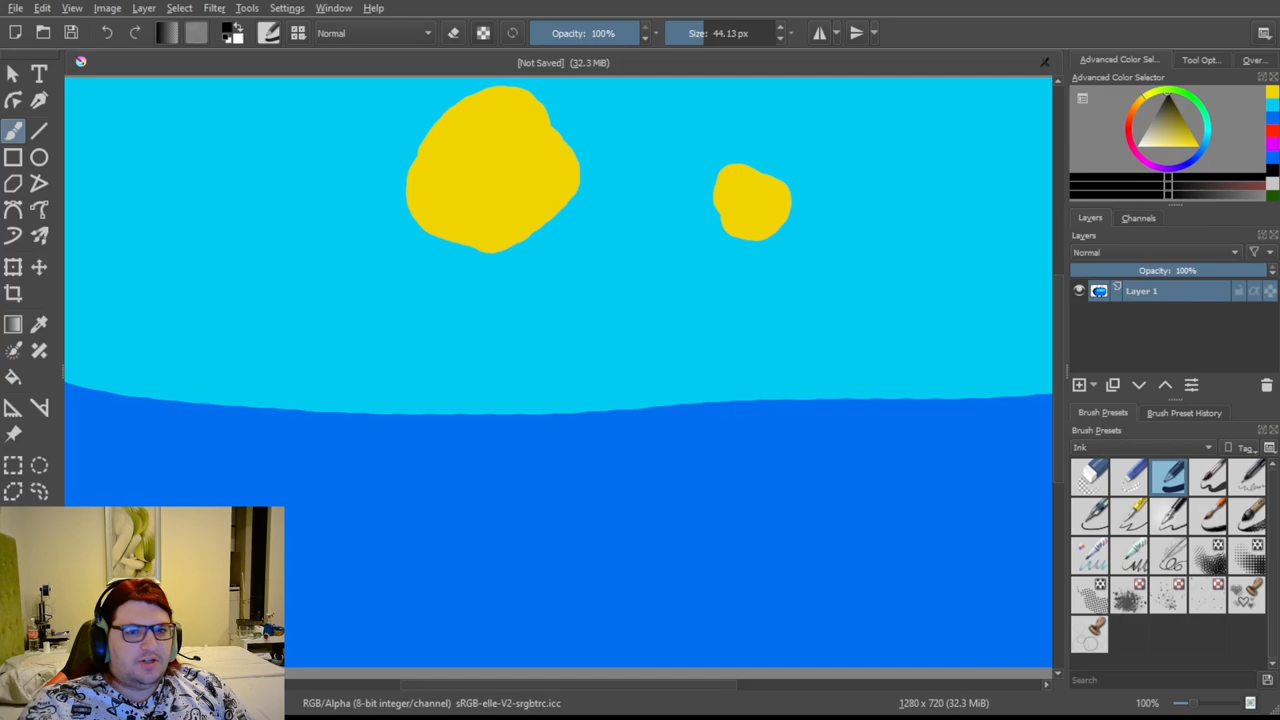 File Edit View Image Layer Select Filter Tools Settings Window Help
Normal Opacity: 100% Size: 44.13 px
[Not Saved] (32.3 MiB)
Advanced Color Sel... Tool Opt... Over...
Advanced Color Selector
Layers Channels
Layers
Normal
Opacity: 100%
Layer 1
Brush Presets Brush Preset History
Brush Presets
Ink Tag
Search
RGB/Alpha (8-bit integer/channel) sRGB-elle-V2-srgbtrc.icc 1280 x 720 (32.3 MiB) 100%